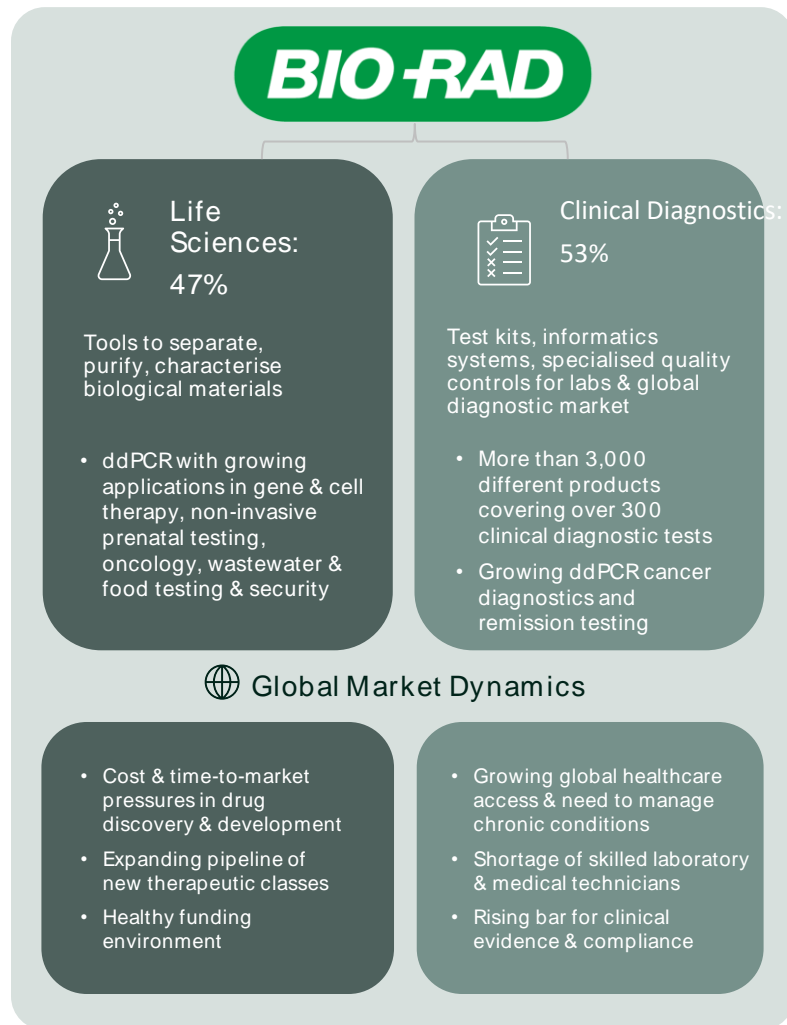 BIO-RAD
Life
Sciences:
47%
Tools to separate,
purify, characterise
biological materials
• ddPCR with growing
applications in gene & cell
therapy, non-invasive
prenatal testing,
oncology, wastewater &
food testing & security
Clinical Diagnostics:
53%
Test kits, informatics
systems, specialised quality
controls for labs & global
diagnostic market
• More than 3,000
different products
covering over 300
clinical diagnostic tests
• Growing ddPCR cancer
diagnostics and
remission testing
Global Market Dynamics
• Cost & time-to-market
pressures in drug
discovery & development
• Expanding pipeline of
new therapeutic classes
• Healthy funding
environment
• Growing global healthcare
access & need to manage
chronic conditions
• Shortage of skilled laboratory
& medical technicians
• Rising bar for clinical
evidence & compliance